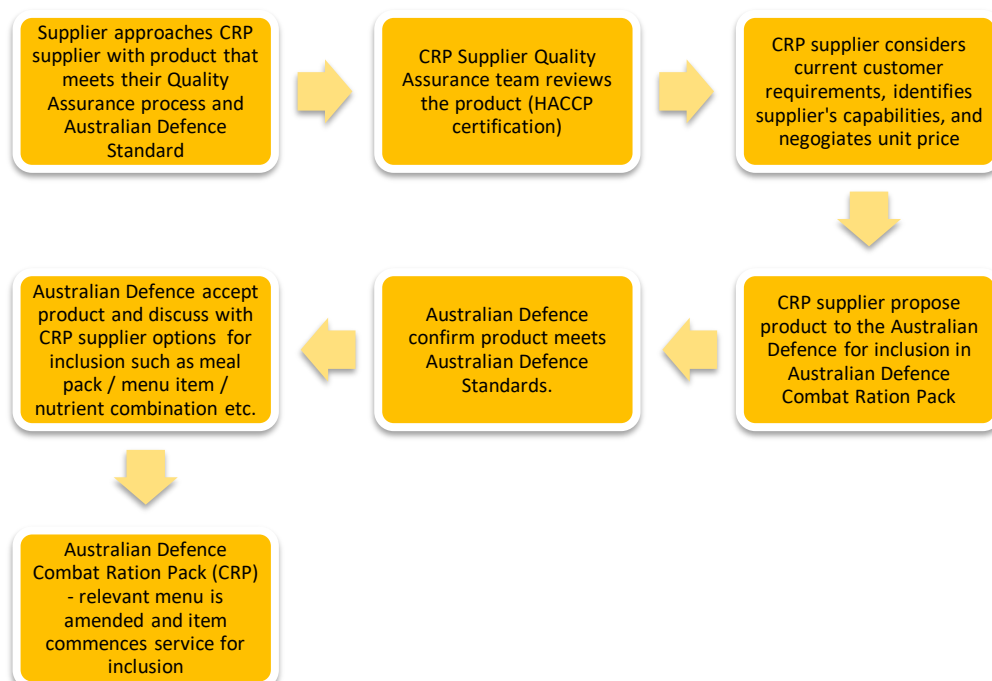 Supplier approaches CRP
supplier with product that
meets their Quality
Assurance process and
Australian Defence
Standard
CRP Supplier Quality
Assurance team reviews
the product (HACCP
certification)
CRP supplier considers
current customer
requirements, identifies
supplier's capabilities, and
negogiates unit price
CRP supplier propose
product to the Australian
Defence for inclusion in
Australian Defence
Combat Ration Pack
Australian Defence
confirm product meets
Australian Defence
Standards.
Australian Defence accept
product and discuss with
CRP supplier options for
inclusion such as meal
pack / menu item /
nutrient combination etc.
Australian Defence
Combat Ration Pack (CRP)
- relevant menu is
amended and item
commences service for
inclusion